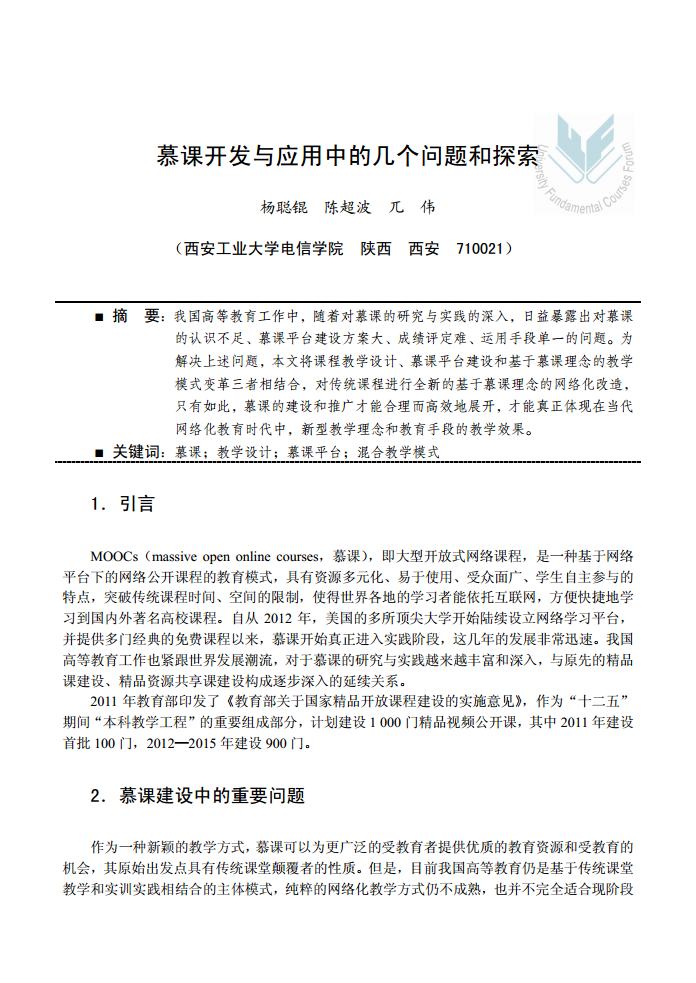 慕课开发与应用中的几个问题和探索
University Fundamental Courses Forum
杨聪锟 陈超波 兀 伟
（西安工业大学电信学院 陕西 西安 710021）
■ 摘 要：我国高等教育工作中，随着对慕课的研究与实践的深入，日益暴露出对慕课
的认识不足、慕课平台建设方案大、成绩评定难、运用手段单一的问题。为
解决上述问题，本文将课程教学设计、慕课平台建设和基于慕课理念的教学
模式变革三者相结合，对传统课程进行全新的基于慕课理念的网络化改造，
只有如此，慕课的建设和推广才能合理而高效地展开，才能真正体现在当代
网络化教育时代中，新型教学理念和教育手段的教学效果。
■ 关键词：慕课；教学设计；慕课平台；混合教学模式
1．引言
MOOCs（massive open online courses，慕课），即大型开放式网络课程，是一种基于网络
平台下的网络公开课程的教育模式，具有资源多元化、易于使用、受众面广、学生自主参与的
特点，突破传统课程时间、空间的限制，使得世界各地的学习者能依托互联网，方便快捷地学
习到国内外著名高校课程。自从 2012 年，美国的多所顶尖大学开始陆续设立网络学习平台，
并提供多门经典的免费课程以来，慕课开始真正进入实践阶段，这几年的发展非常迅速。我国
高等教育工作也紧跟世界发展潮流，对于慕课的研究与实践越来越丰富和深入，与原先的精品
课建设、精品资源共享课建设构成逐步深入的延续关系。
2011 年教育部印发了《教育部关于国家精品开放课程建设的实施意见》，作为“十二五”
期间“本科教学工程”的重要组成部分，计划建设 1 000 门精品视频公开课，其中 2011 年建设
首批 100 门，2012—2015 年建设 900 门。
2．慕课建设中的重要问题
作为一种新颖的教学方式，慕课可以为更广泛的受教育者提供优质的教育资源和受教育的
机会，其原始出发点具有传统课堂颠覆者的性质。但是，目前我国高等教育仍是基于传统课堂
教学和实训实践相结合的主体模式，纯粹的网络化教学方式仍不成熟，也并不完全适合现阶段